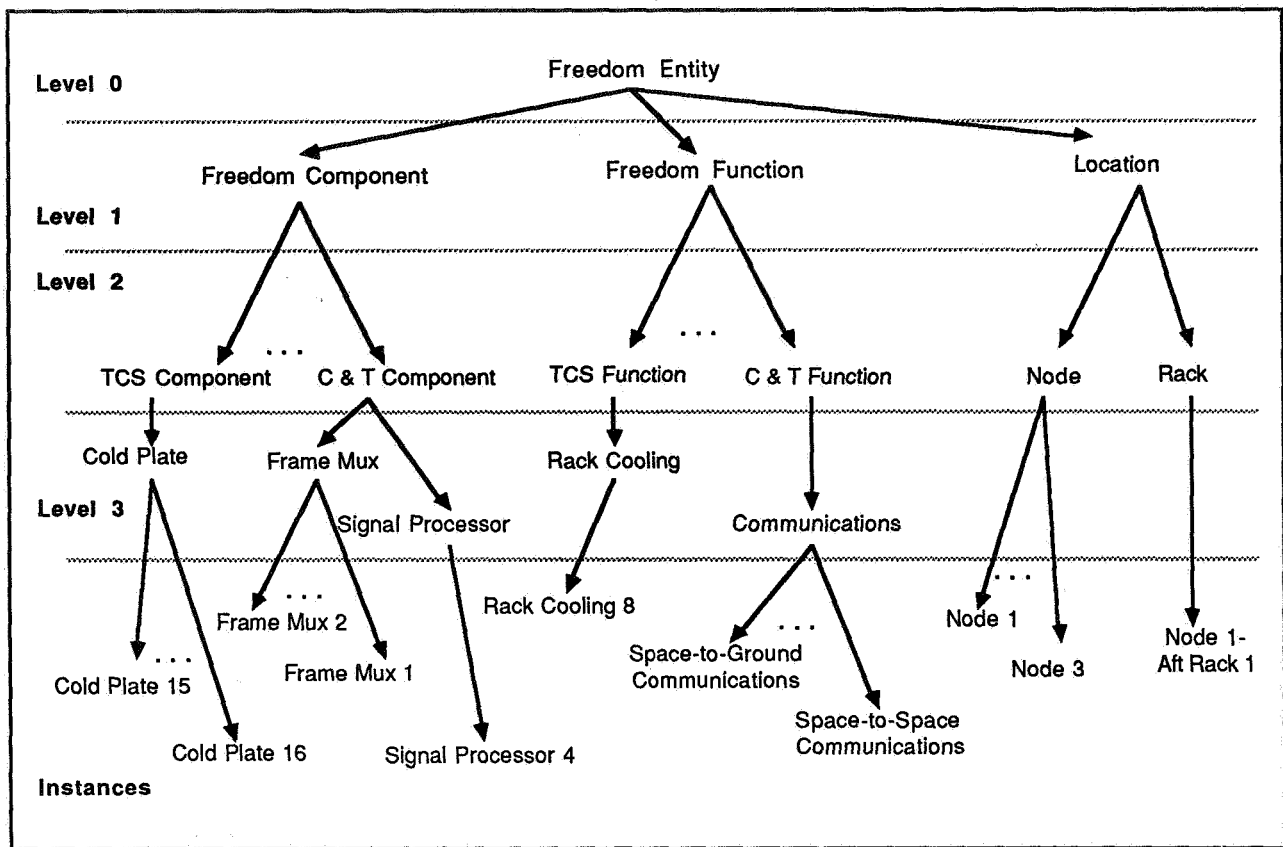 Freedom Entity
Level 0
Freedom Component
Freedom Function
Location
Level 1
Level 2
. . .
. . .
TCS Component
C & T Component
TCS Function
C & T Function
Node
Rack
Cold Plate
Frame Mux
Rack Cooling
Level 3
Signal Processor
Communications
. . .
Frame Mux 2
Rack Cooling 8
. . .
Node 1
. . .
Node 1-
Aft Rack 1
. . .
Cold Plate 15
Frame Mux 1
Space-to-Ground
Communications
Node 3
Cold Plate 16
Signal Processor 4
Space-to-Space
Communications
Instances